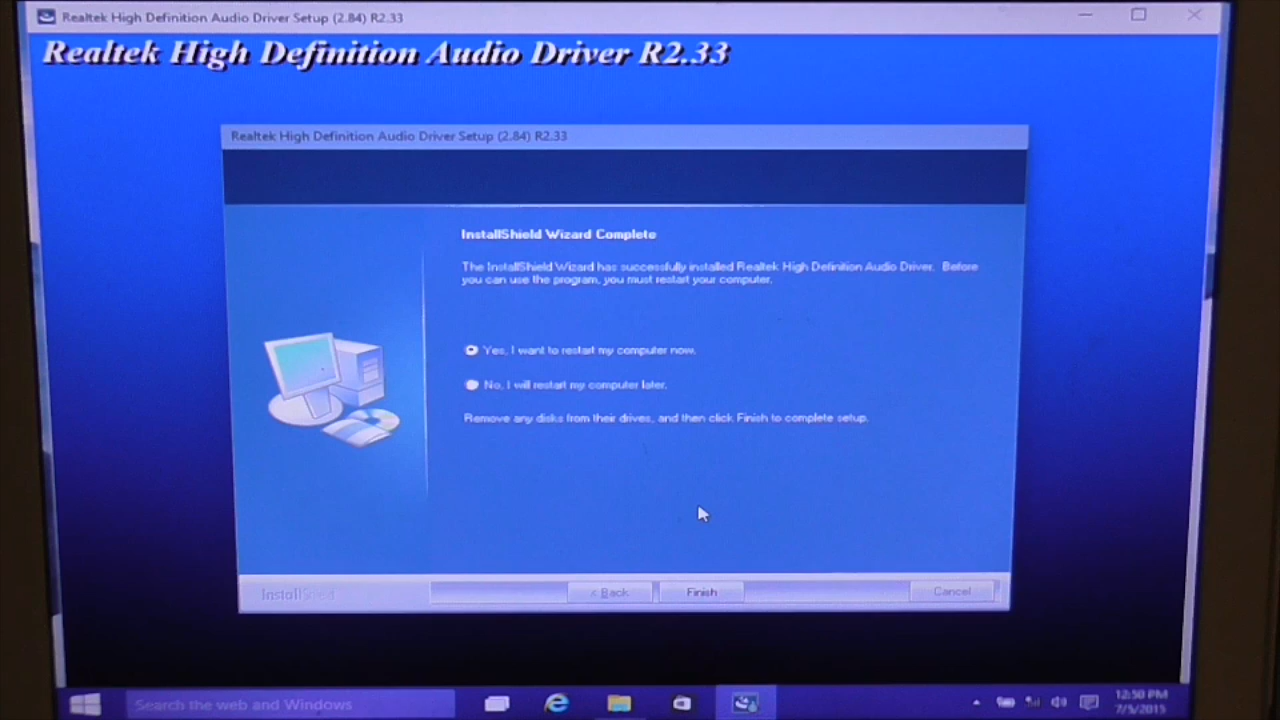 Realtek High Definition Audio Driver Setup (2.84) R2.33
Realtek High Definition Audio Driver R2.33
Realtek High Definition Audio Driver Setup (2.84) R2.33
InstallShield Wizard Complete
The InstallShield Wizard has successfully installed Realtek High Definition Audio Driver. Before
you can use the program, you must restart your computer.
Yes, I want to restart my computer now.
No, I will restart my computer later.
Remove any disks from their drives, and then click Finish to complete setup.
InstallShield
< Back
Finish
Cancel
Search the web and Windows
12:50 PM
7/5/2015